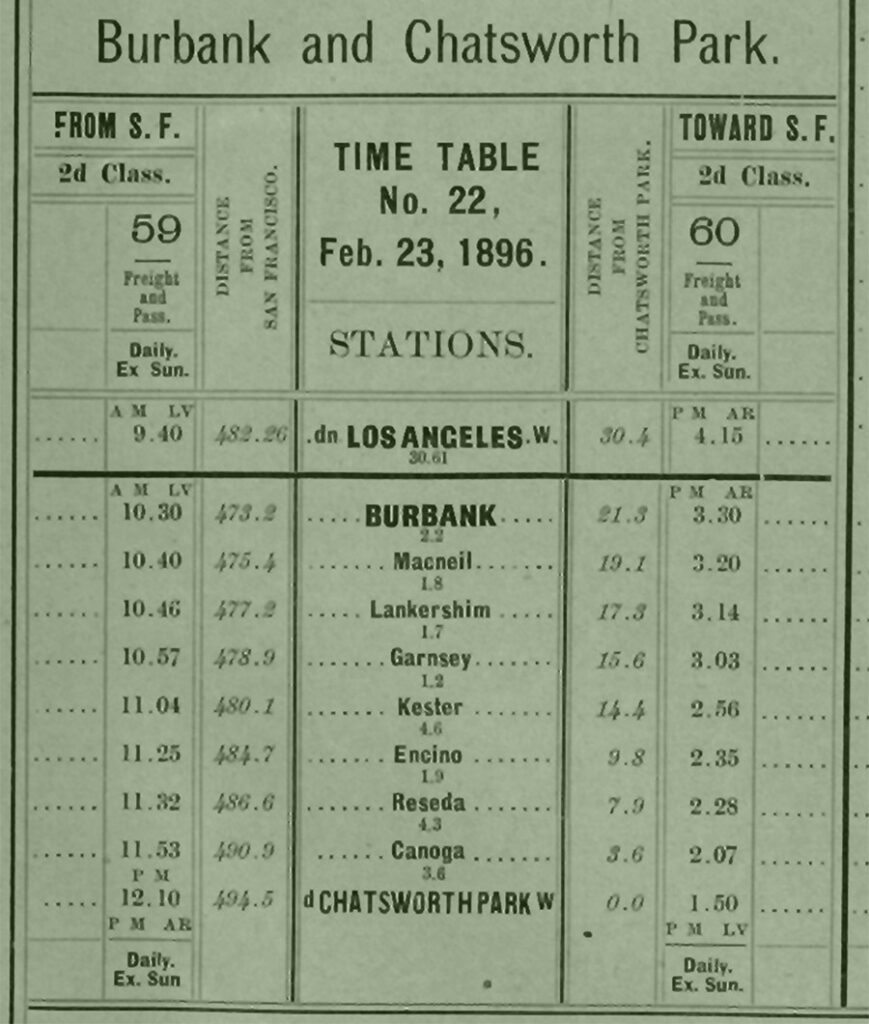 Burbank and Chatsworth Park.
FROM S. F.
2d Class.
59
Freight
and
Pass.
Daily.
Ex Sun.
DISTANCE
FROM
SAN FRANCISCO.
TIME TABLE
No. 22,
Feb. 23, 1896.
STATIONS.
DISTANCE
FROM
CHATSWORTH PARK.
TOWARD S. F.
2d Class.
60
Freight
and
Pass.
Daily.
Ex. Sun.
A M LV P M AR
...... 9.40 482.26 .dn LOS ANGELES.W. 30.4 4.15 ......
30.61
A M LV P M AR
...... 10.30 473.2 .....BURBANK..... 21.3 3.30 ......
2.2
...... 10.40 475.4 .......Macneil....... 19.1 3.20 ......
1.8
...... 10.46 477.2 ..... Lankershim ..... 17.3 3.14 ......
1.7
...... 10.57 478.9 .......Garnsey....... 15.6 3.03 ......
1.2
...... 11.04 480.1 ....... Kester ....... 14.4 2.56 ......
4.6
...... 11.25 484.7 ....... Encino ....... 9.8 2.35 ......
1.9
...... 11.32 486.6 ....... Reseda ....... 7.9 2.28 ......
4.3
...... 11.53 490.9 ...... Canoga ....... 3.6 2.07 ......
P M 3.6
..... 12.10 494.5 d CHATSWORTH PARK W 0.0 1.50 ......
P M AR P M LV
Daily. Daily.
Ex. Sun Ex. Sun.